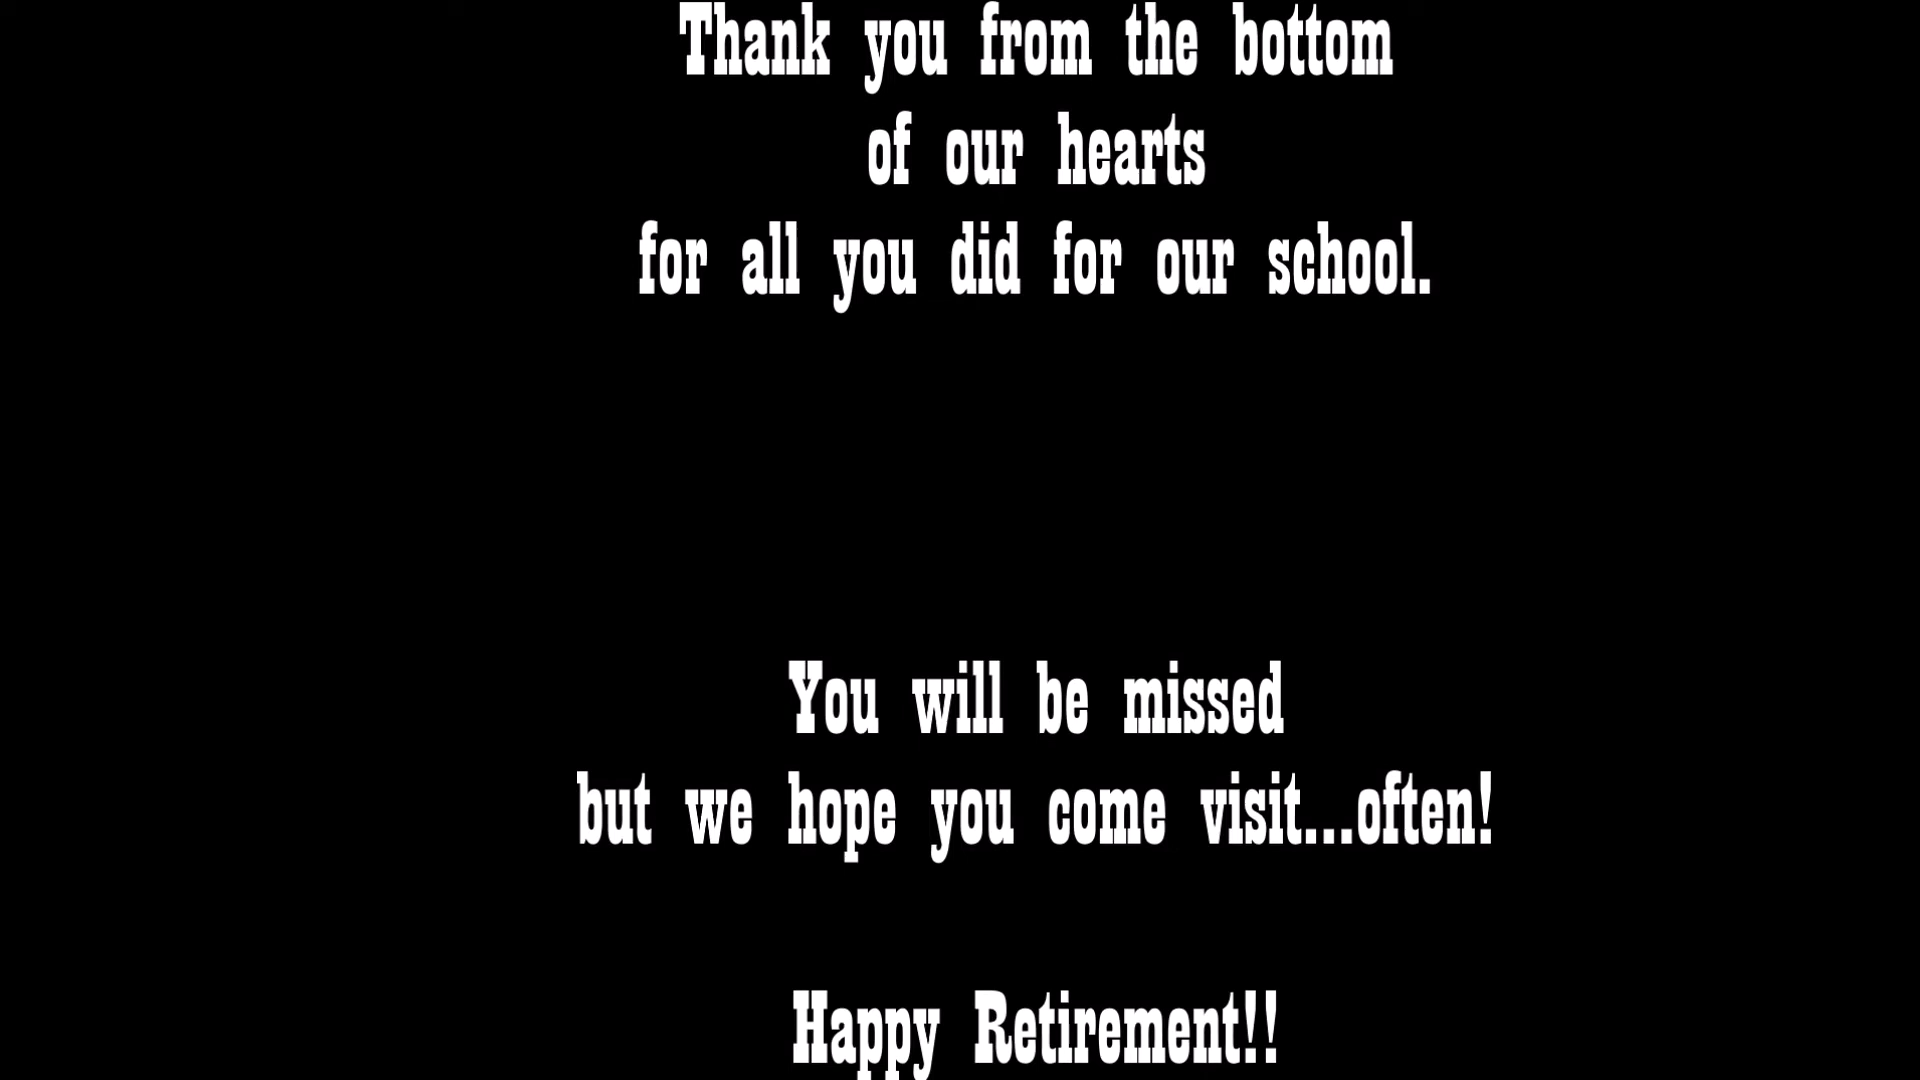 Thank you from the bottom
of our hearts
for all you did for our school.
You will be missed
but we hope you come visit...often!
Happy Retirement!!